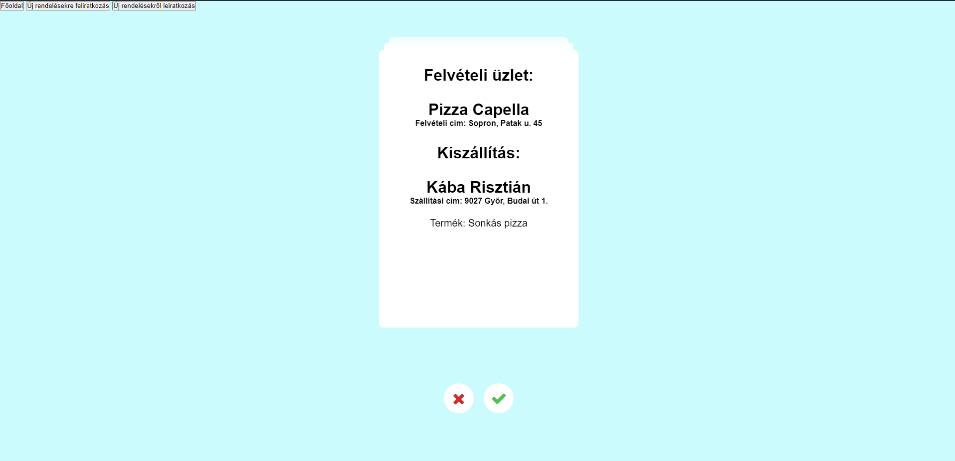 Főoldal Új rendelésekre feliratkozás Új rendelésekről leiratkozás
Felvételi üzlet:
Pizza Capella
Felvételi cím: Sopron, Patak u. 45
Kiszállítás:
Kába Risztián
Szállítási cím: 9027 Győr, Budai út 1.
Termék: Sonkás pizza